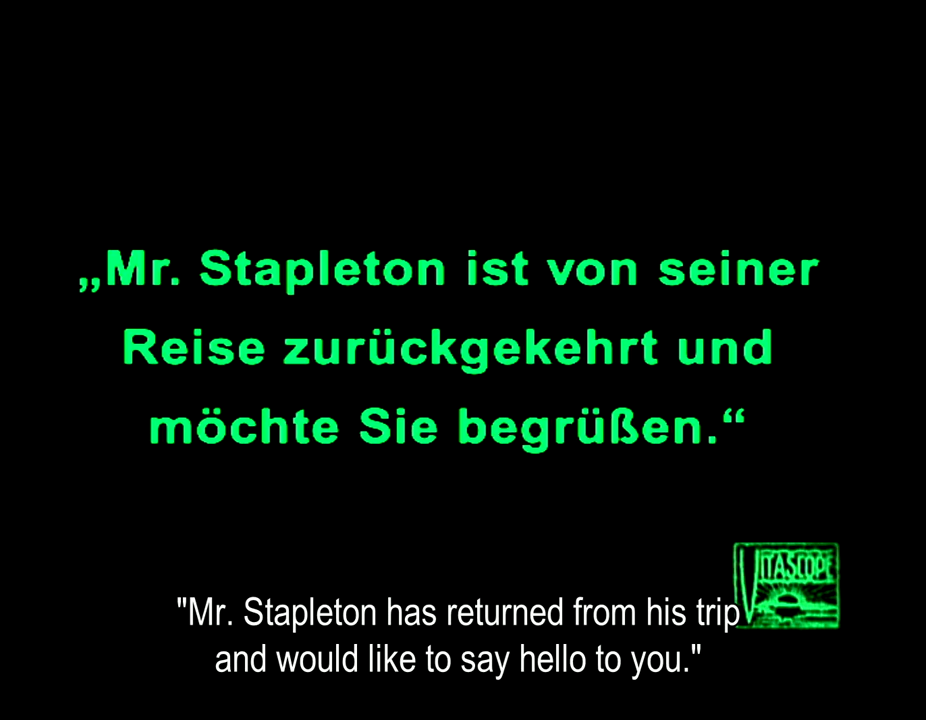 „Mr. Stapleton ist von seiner
Reise zurückgekehrt und
möchte Sie begrüßen.“
VITASCOPE
"Mr. Stapleton has returned from his trip
and would like to say hello to you."